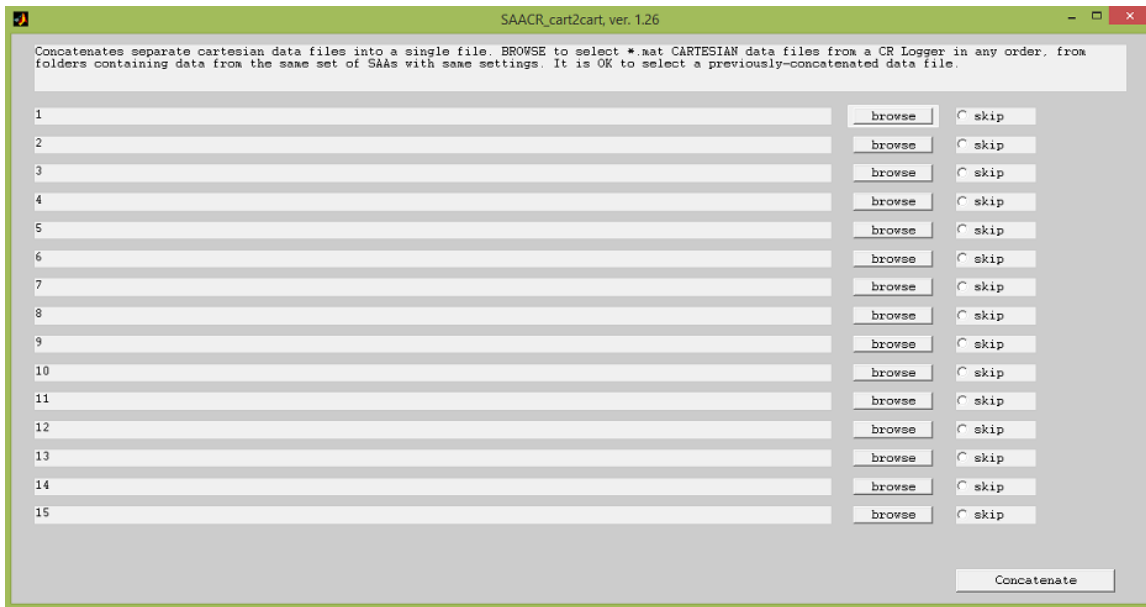 SAACR_cart2cart, ver. 1.26
Concatenates separate cartesian data files into a single file. BROWSE to select *.mat CARTESIAN data files from a CR Logger in any order, from
folders containing data from the same set of SAAs with same settings. It is OK to select a previously-concatenated data file.
1 browse skip
2 browse skip
3 browse skip
4 browse skip
5 browse skip
6 browse skip
7 browse skip
8 browse skip
9 browse skip
10 browse skip
11 browse skip
12 browse skip
13 browse skip
14 browse skip
15 browse skip
Concatenate